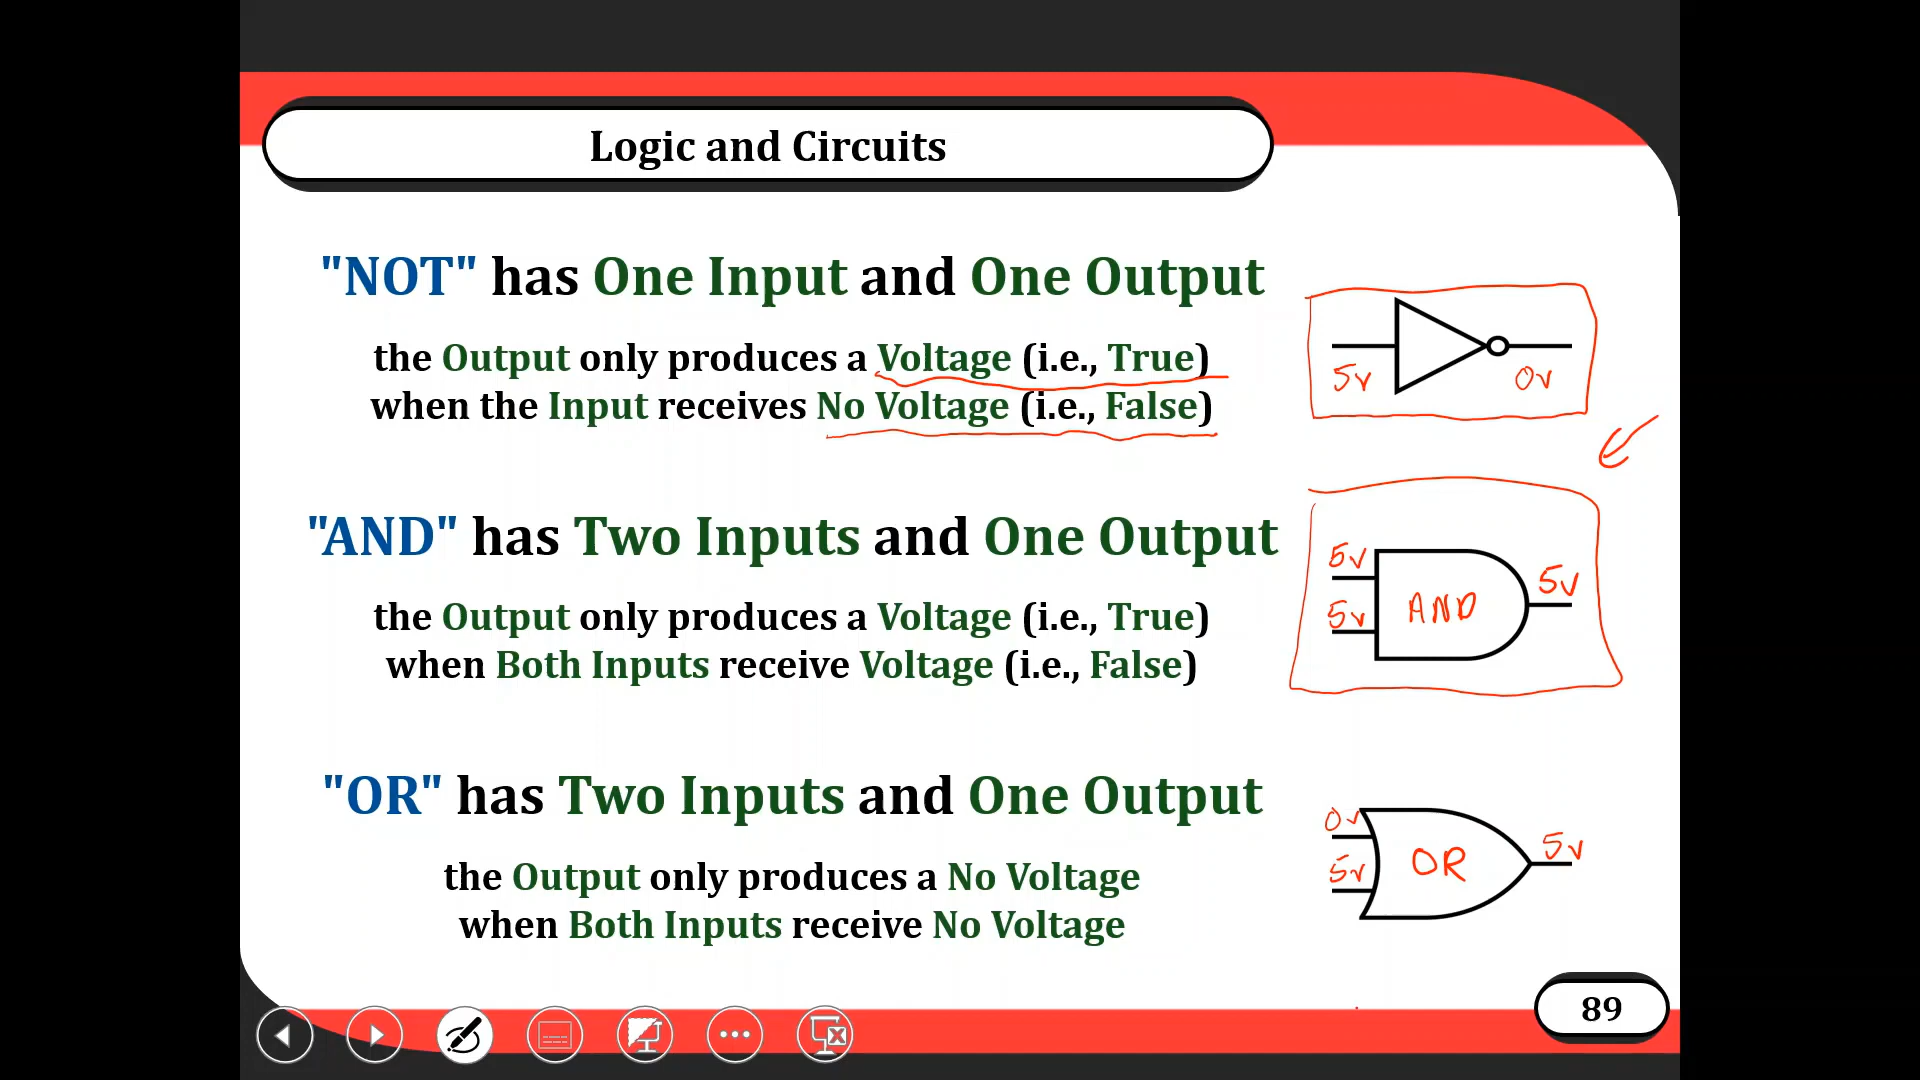 Logic and Circuits
"NOT" has One Input and One Output
the Output only produces a Voltage (i.e., True)
when the Input receives No Voltage (i.e., False)
5v
0v
"AND" has Two Inputs and One Output
the Output only produces a Voltage (i.e., True)
when Both Inputs receive Voltage (i.e., False)
5v
5v
AND
5v
"OR" has Two Inputs and One Output
the Output only produces a No Voltage
when Both Inputs receive No Voltage
0v
5v
OR
5v
89